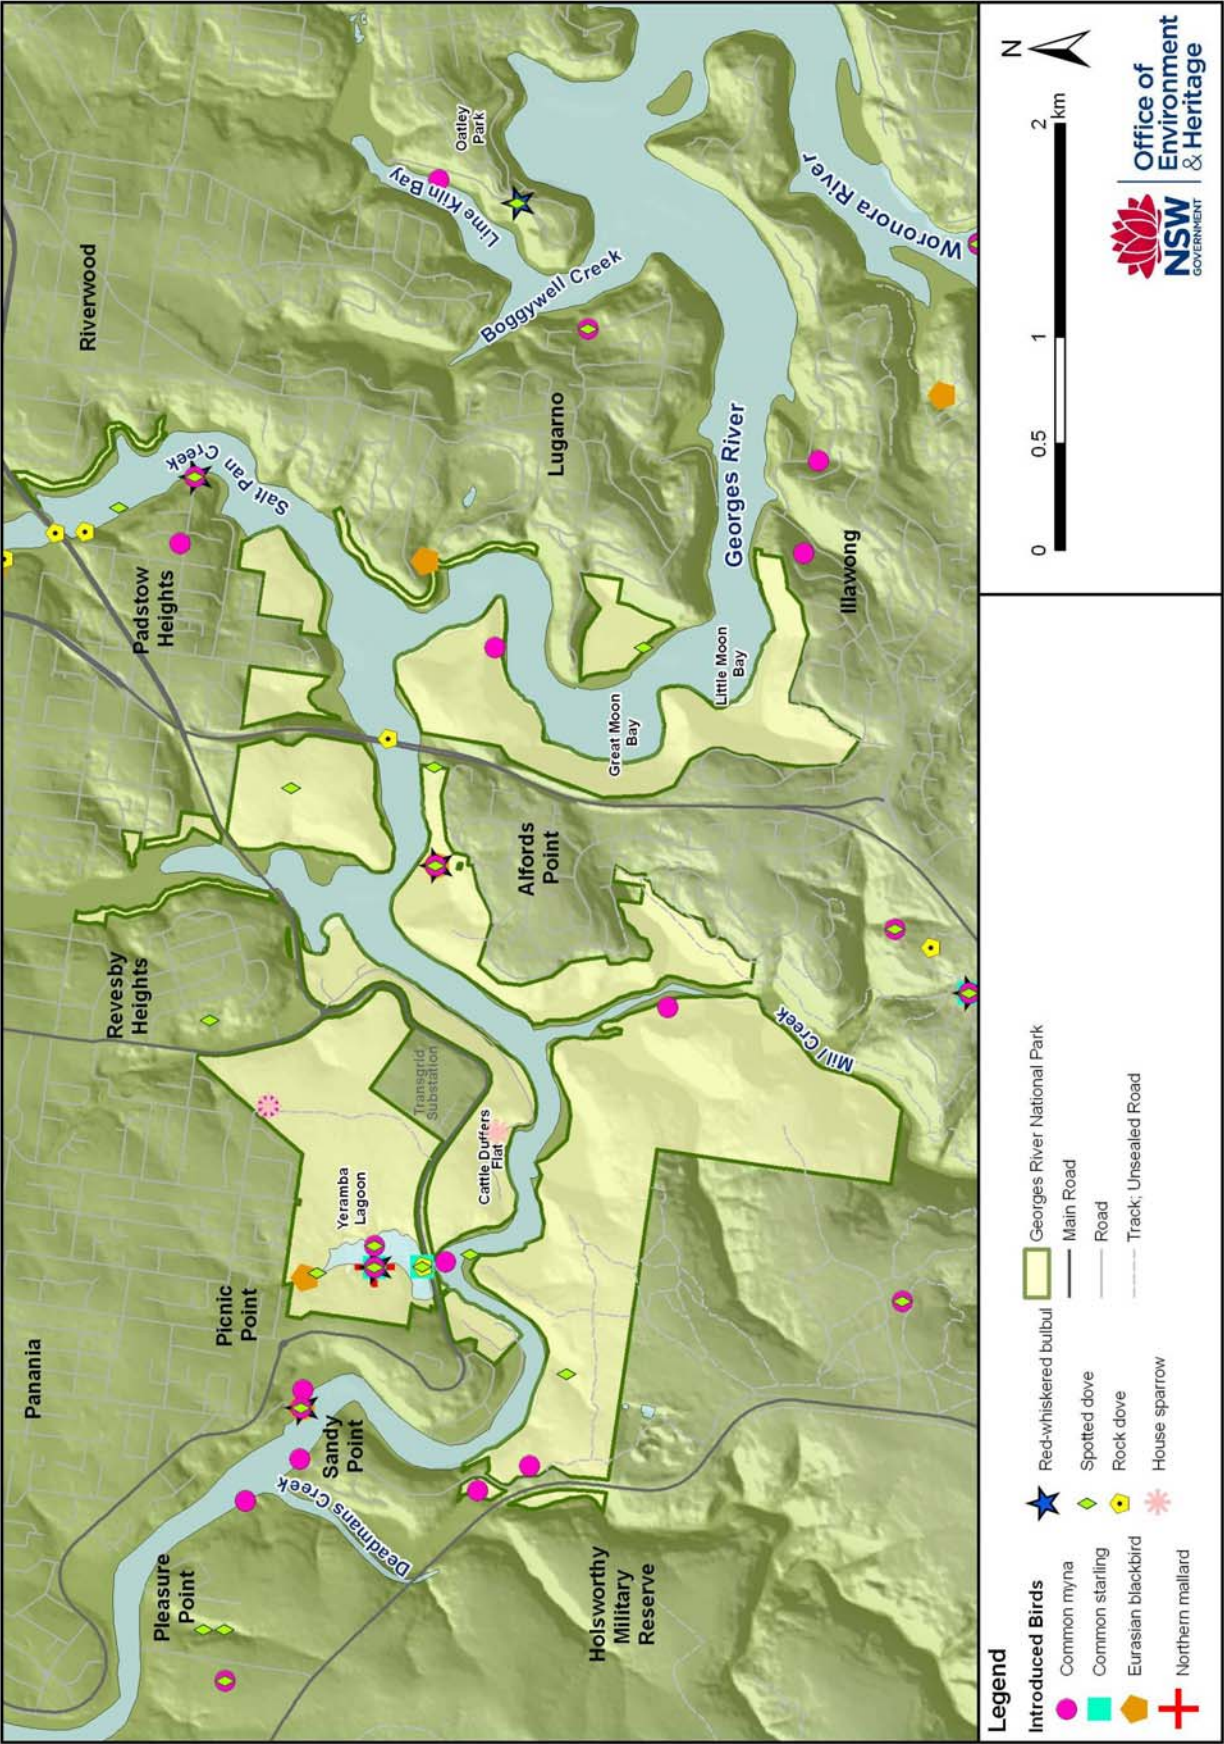 Panania
Riverwood
Padstow
Heights
Revesby
Heights
Picnic
Point
Pleasure
Point
Sandy
Point
Deadmans Creek
Yeramba
Lagoon
Transgrid
Substation
Cattle Duffers
Flat
Salt Pan Creek
Lime Kiln Bay
Oatley
Park
Boggywell Creek
Lugarno
Alfords
Point
Great Moon
Bay
Little Moon
Bay
Georges River
Woronora River
Illawong
Mill Creek
Holsworthy
Military
Reserve
Legend
Introduced Birds
Common myna
Common starling
Eurasian blackbird
Northern mallard
Red-whiskered bulbul
Spotted dove
Rock dove
House sparrow
Georges River National Park
Main Road
Road
Track; Unsealed Road
0
0.5
1
2
km
N
NSW
GOVERNMENT
Office of
Environment
& Heritage